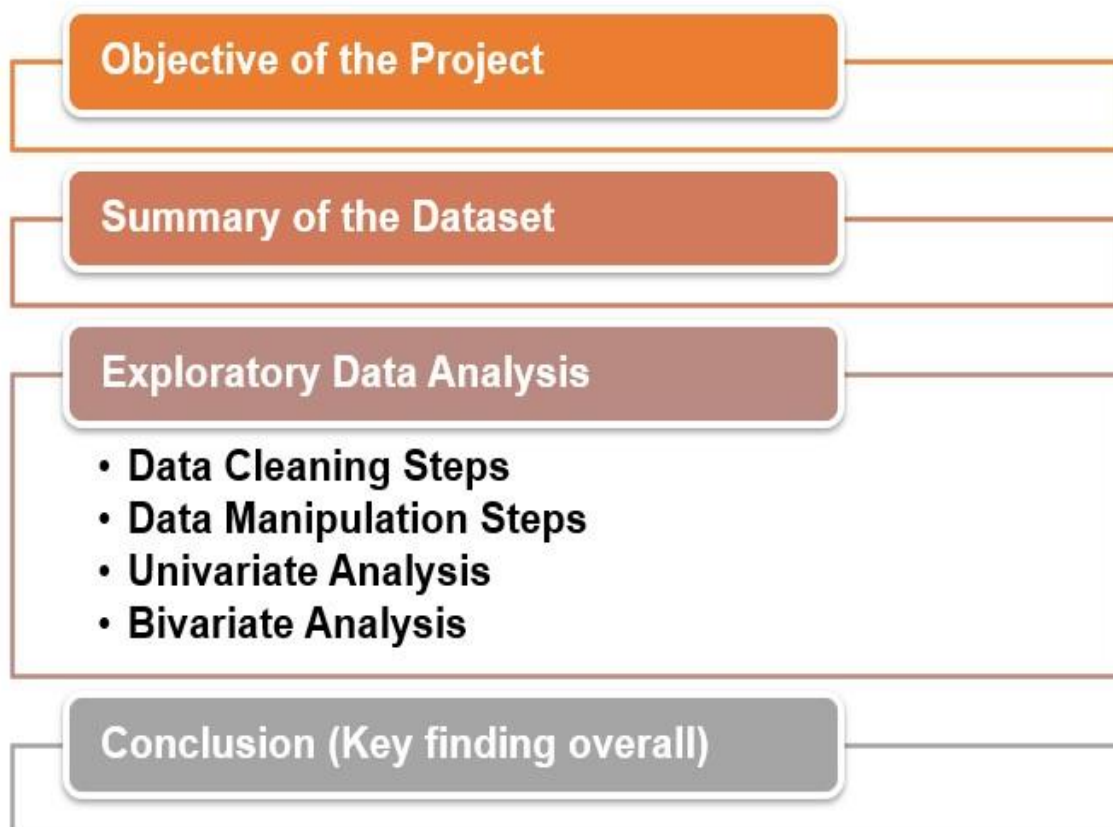 Objective of the Project
Summary of the Dataset
Exploratory Data Analysis
• Data Cleaning Steps
• Data Manipulation Steps
• Univariate Analysis
• Bivariate Analysis
Conclusion (Key finding overall)